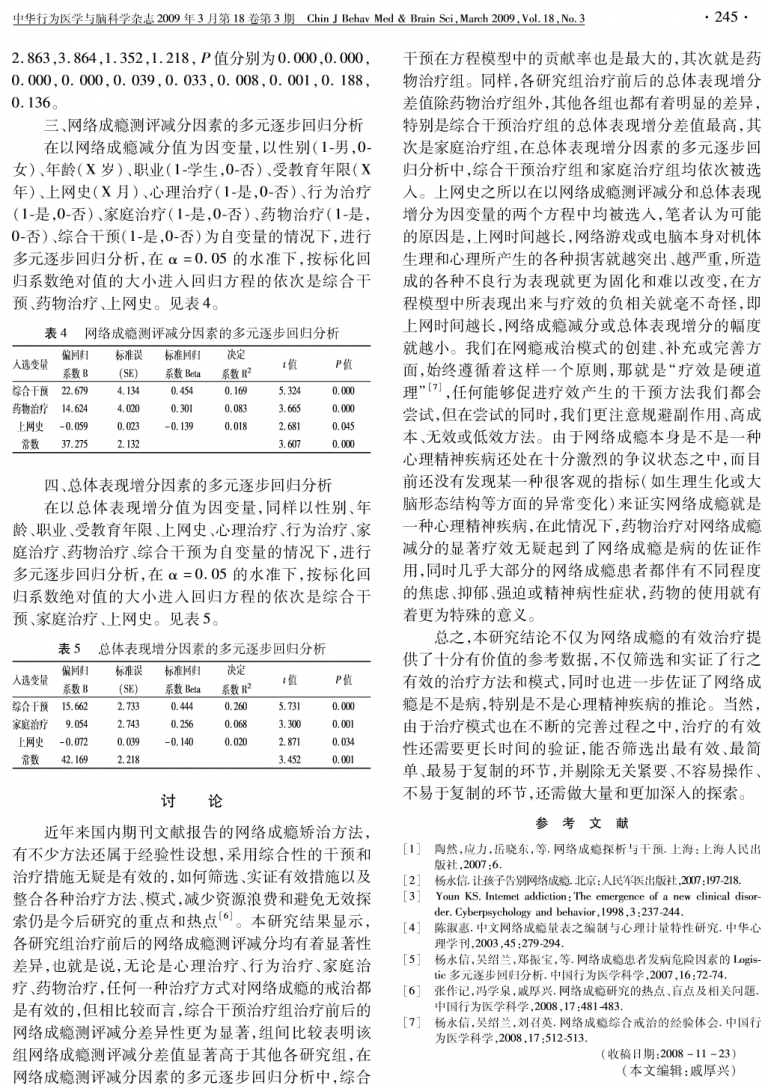 中华行为医学与脑科学杂志 2009 年 3 月第 18 卷第 3 期 Chin J Behav Med & Brain Sci, March 2009, Vol. 18, No. 3
· 245 ·
2. 863,3. 864,1. 352,1. 218, P 值分别为 0. 000,0. 000,
0. 000, 0. 000, 0. 039, 0. 033, 0. 008, 0. 001, 0. 188,
0. 136。
三、网络成瘾测评减分因素的多元逐步回归分析
在以网络成瘾减分值为因变量,以性别(1-男,0-
女)、年龄(X 岁)、职业(1-学生,0-否)、受教育年限(X
年)、上网史(X 月)、心理治疗(1-是,0-否)、行为治疗
(1-是,0-否)、家庭治疗(1-是,0-否)、药物治疗(1-是,
0-否)、综合干预(1-是,0-否)为自变量的情况下,进行
多元逐步回归分析,在 α = 0. 05 的水准下,按标化回
归系数绝对值的大小进入回归方程的依次是综合干
预、药物治疗、上网史。见表 4。
表 4 网络成瘾测评减分因素的多元逐步回归分析
入选变量 偏回归系数 B 标准误(SE) 标准回归系数 Beta 决定系数 R² t 值 P 值
综合干预 22. 679 4. 134 0. 454 0. 169 5. 324 0. 000
药物治疗 14. 624 4. 020 0. 301 0. 083 3. 665 0. 000
上网史 -0. 059 0. 023 -0. 139 0. 018 2. 681 0. 045
常数 37. 275 2. 132 3. 607 0. 000
四、总体表现增分因素的多元逐步回归分析
在以总体表现增分值为因变量,同样以性别、年
龄、职业、受教育年限、上网史、心理治疗、行为治疗、家
庭治疗、药物治疗、综合干预为自变量的情况下,进行
多元逐步回归分析,在 α = 0. 05 的水准下,按标化回
归系数绝对值的大小进入回归方程的依次是综合干
预、家庭治疗、上网史。见表 5。
表 5 总体表现增分因素的多元逐步回归分析
入选变量 偏回归系数 B 标准误(SE) 标准回归系数 Beta 决定系数 R² t 值 P 值
综合干预 15. 662 2. 733 0. 444 0. 260 5. 731 0. 000
家庭治疗 9. 054 2. 743 0. 256 0. 068 3. 300 0. 001
上网史 -0. 072 0. 039 -0. 140 0. 020 2. 871 0. 034
常数 42. 169 2. 218 3. 452 0. 001
讨 论
近年来国内期刊文献报告的网络成瘾矫治方法,
有不少方法还属于经验性设想,采用综合性的干预和
治疗措施无疑是有效的,如何筛选、实证有效措施以及
整合各种治疗方法、模式,减少资源浪费和避免无效探
索仍是今后研究的重点和热点[6]。本研究结果显示,
各研究组治疗前后的网络成瘾测评减分均有着显著性
差异,也就是说,无论是心理治疗、行为治疗、家庭治
疗、药物治疗,任何一种治疗方式对网络成瘾的戒治都
是有效的,但相比较而言,综合干预治疗组治疗前后的
网络成瘾测评减分差异性更为显著,组间比较表明该
组网络成瘾测评减分差值显著高于其他各研究组,在
网络成瘾测评减分因素的多元逐步回归分析中,综合
干预在方程模型中的贡献率也是最大的,其次就是药
物治疗组。同样,各研究组治疗前后的总体表现增分
差值除药物治疗组外,其他各组也都有着明显的差异,
特别是综合干预治疗组的总体表现增分差值最高,其
次是家庭治疗组,在总体表现增分因素的多元逐步回
归分析中,综合干预治疗组和家庭治疗组均依次被选
入。上网史之所以在以网络成瘾测评减分和总体表现
增分为因变量的两个方程中均被选入,笔者认为可能
的原因是,上网时间越长,网络游戏或电脑本身对机体
生理和心理所产生的各种损害就越突出、越严重,所造
成的各种不良行为表现就更为固化和难以改变,在方
程模型中所表现出来与疗效的负相关就毫不奇怪,即
上网时间越长,网络成瘾减分或总体表现增分的幅度
就越小。我们在网瘾戒治模式的创建、补充或完善方
面,始终遵循着这样一个原则,那就是“疗效是硬道
理”[7],任何能够促进疗效产生的干预方法我们都会
尝试,但在尝试的同时,我们更注意规避副作用、高成
本、无效或低效方法。由于网络成瘾本身是不是一种
心理精神疾病还处在十分激烈的争议状态之中,而目
前还没有发现某一种很客观的指标(如生理生化或大
脑形态结构等方面的异常变化)来证实网络成瘾就是
一种心理精神疾病,在此情况下,药物治疗对网络成瘾
减分的显著疗效无疑起到了网络成瘾是病的佐证作
用,同时几乎大部分的网络成瘾患者都伴有不同程度
的焦虑、抑郁、强迫或精神病性症状,药物的使用就有
着更为特殊的意义。
总之,本研究结论不仅为网络成瘾的有效治疗提
供了十分有价值的参考数据,不仅筛选和实证了行之
有效的治疗方法和模式,同时也进一步佐证了网络成
瘾是不是病,特别是不是心理精神疾病的推论。当然,
由于治疗模式也在不断的完善过程之中,治疗的有效
性还需要更长时间的验证,能否筛选出最有效、最简
单、最易于复制的环节,并剔除无关紧要、不容易操作、
不易于复制的环节,还需做大量和更加深入的探索。
参 考 文 献
[1] 陶然,应力,岳晓东,等. 网络成瘾探析与干预. 上海:上海人民出
版社,2007:6.
[2] 杨永信. 让孩子告别网络成瘾. 北京:人民军医出版社,2007:197-218.
[3] Youn KS. Internet addiction: The emergence of a new clinical disor-
der. Cyberpsychology and behavior,1998,3:237-244.
[4] 陈淑惠. 中文网络成瘾量表之编制与心理计量特性研究. 中华心
理学刊,2003,45:279-294.
[5] 杨永信,吴绍兰,郑振宝,等. 网络成瘾患者发病危险因素的 Logis-
tic 多元逐步回归分析. 中国行为医学科学,2007,16:72-74.
[6] 张作记,冯学泉,戚厚兴. 网络成瘾研究的热点、盲点及相关问题.
中国行为医学科学,2008,17:481-483.
[7] 杨永信,吴绍兰,刘召英. 网络成瘾综合戒治的经验体会. 中国行
为医学科学,2008,17:512-513.
(收稿日期:2008 - 11 - 23)
(本文编辑:戚厚兴)